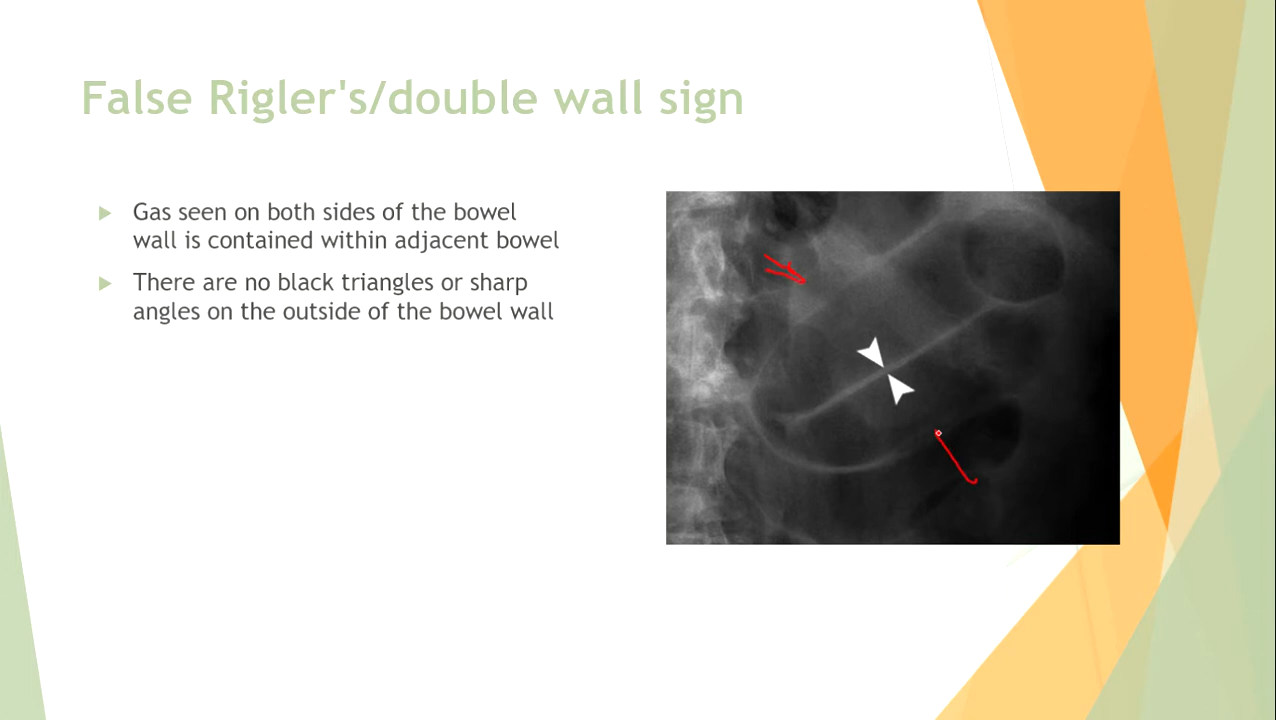 False Rigler's/double wall sign
Gas seen on both sides of the bowel
wall is contained within adjacent bowel
There are no black triangles or sharp
angles on the outside of the bowel wall